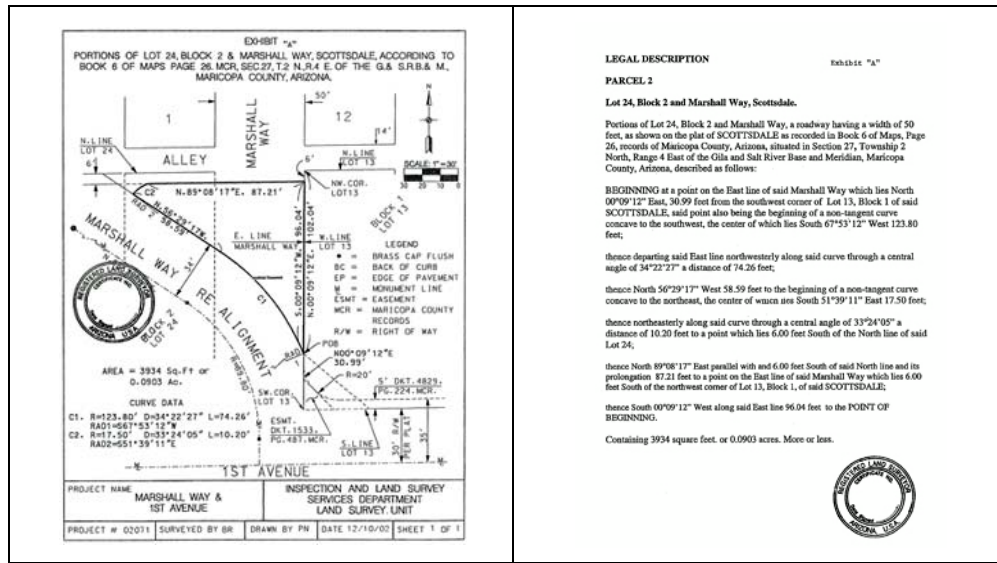 EXHIBIT "A"
PORTIONS OF LOT 24, BLOCK 2 & MARSHALL WAY, SCOTTSDALE, ACCORDING TO
BOOK 6 OF MAPS PAGE 26. MCR, SEC.27, T.2 N.,R.4 E. OF THE G.& S.R.B.& M.,
MARICOPA COUNTY, ARIZONA.
1
MARSHALL
WAY
50'
12
14'
N
N.LINE
LOT 24
6'
ALLEY
6'
N.LINE
LOT 13
SCALE: 1"=30'
30 20 10 0
NW.COR.
LOT13
C2
N.89°08'17"E. 87.21'
RAD 2
N.56°29'17"W.
58.59'
BLOCK 1
LOT 13
MARSHALL WAY
RE ALIGNMENT
34'
E. LINE
MARSHALL WAY
S.00°09'12"W. 96.04'
N.00°09'12"E. 102.04'
W.LINE
LOT 13
C1
LEGEND
• = BRASS CAP FLUSH
BC = BACK OF CURB
EP = EDGE OF PAVEMENT
M = MONUMENT LINE
ESMT = EASEMENT
MCR = MARICOPA COUNTY
RECORDS
R/W = RIGHT OF WAY
REGISTERED LAND SURVEYOR
CERTIFICATE NO.
ARIZONA, U.S.A.
BLOCK 2
LOT 24
RAD
1
POB
N00°09'12"E
30.99'
R=20'
R=89.80'
AREA = 3934 Sq.Ft or
0.0903 Ac.
CURVE DATA
C1. R=123.80' D=34°22'27" L=74.26'
RAD1=S67°53'12"W
C2. R=17.50' D=33°24'05" L=10.20'
RAD2=S51°39'11"E
SW.COR.
LOT 13
5' DKT.4829,
PG.224.MCR.
ESMT.
DKT.1533,
PG.487.MCR.
S.LINE
LOT 13
30' R/W
PER PLAT
35'
1ST AVENUE
PROJECT NAME
MARSHALL WAY &
1ST AVENUE
INSPECTION AND LAND SURVEY
SERVICES DEPARTMENT
LAND SURVEY. UNIT
PROJECT # 02071 SURVEYED BY BR DRAWN BY PN DATE 12/10/02 SHEET 1 OF 1
LEGAL DESCRIPTION
Exhibit "A"
PARCEL 2
Lot 24, Block 2 and Marshall Way, Scottsdale.
Portions of Lot 24, Block 2 and Marshall Way, a roadway having a width of 50
feet, as shown on the plat of SCOTTSDALE as recorded in Book 6 of Maps, Page
26, records of Maricopa County, Arizona, situated in Section 27, Township 2
North, Range 4 East of the Gila and Salt River Base and Meridian, Maricopa
County, Arizona, described as follows:
BEGINNING at a point on the East line of said Marshall Way which lies North
00°09'12" East, 30.99 feet from the southwest corner of Lot 13, Block 1 of said
SCOTTSDALE, said point also being the beginning of a non-tangent curve
concave to the southwest, the center of which lies South 67°53'12" West 123.80
feet;
thence departing said East line northwesterly along said curve through a central
angle of 34°22'27" a distance of 74.26 feet;
thence North 56°29'17" West 58.59 feet to the beginning of a non-tangent curve
concave to the northeast, the center of which lies South 51°39'11" East 17.50 feet;
thence northeasterly along said curve through a central angle of 33°24'05" a
distance of 10.20 feet to a point which lies 6.00 feet South of the North line of said
Lot 24;
thence North 89°08'17" East parallel with and 6.00 feet South of said North line and its
prolongation 87.21 feet to a point on the East line of said Marshall Way which lies 6.00
feet South of the northwest corner of Lot 13, Block 1, of said SCOTTSDALE;
thence South 00°09'12" West along said East line 96.04 feet to the POINT OF
BEGINNING.
Containing 3934 square feet. or 0.0903 acres. More or less.
REGISTERED LAND SURVEYOR
CERTIFICATE NO.
ARIZONA, U.S.A.